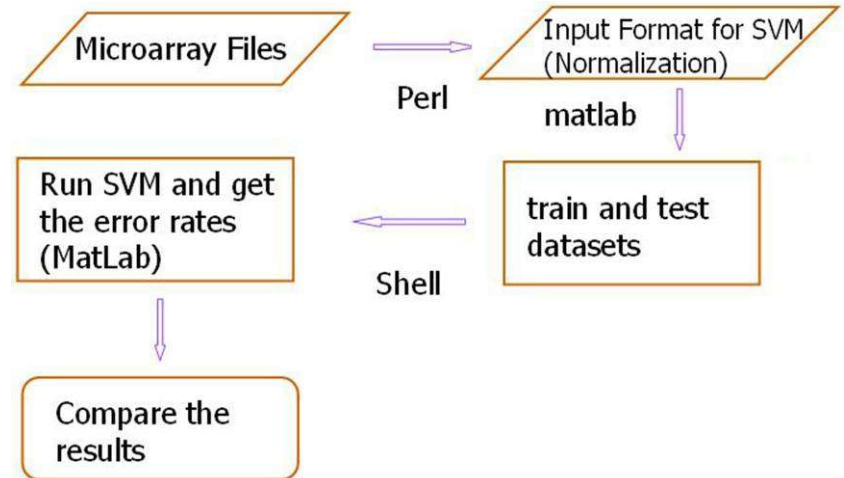 Microarray Files
Perl
Input Format for SVM
(Normalization)
matlab
train and test
datasets
Shell
Run SVM and get
the error rates
(MatLab)
Compare the
results